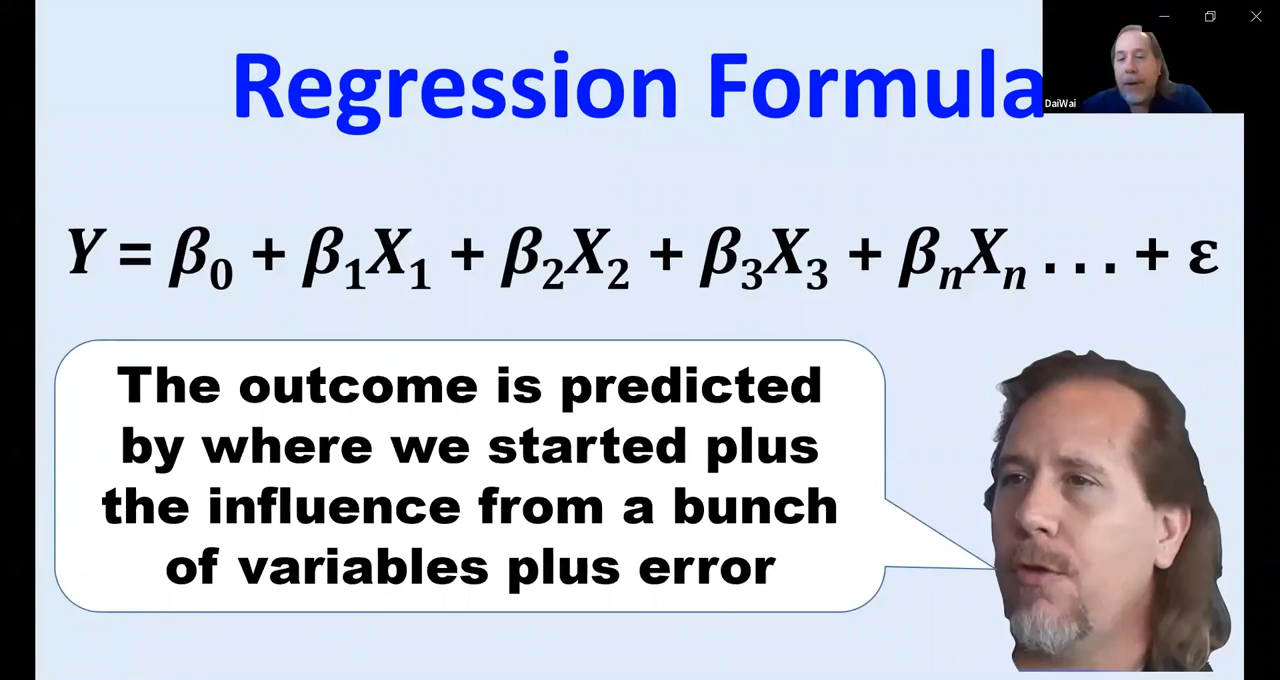 Regression Formula
DaiWai
Y = β₀ + β₁X₁ + β₂X₂ + β₃X₃ + βₙXₙ . . . + ε
The outcome is predicted
by where we started plus
the influence from a bunch
of variables plus error